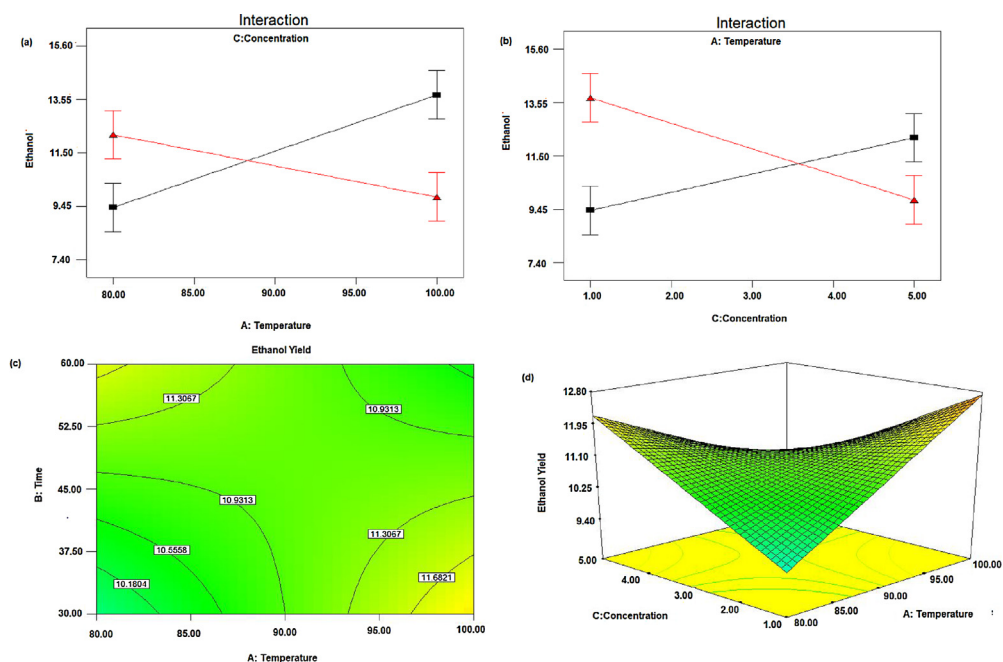 Interaction
(a)
C:Concentration
15.60
13.55
11.50
9.45
7.40
Ethanol
80.00
85.00
90.00
95.00
100.00
A: Temperature
Interaction
(b)
A: Temperature
15.60
13.55
11.60
9.45
7.40
Ethanol
1.00
2.00
3.00
4.00
5.00
C:Concentration
(c)
Ethanol Yield
60.00
52.50
45.00
37.50
30.00
B: Time
11.3067
10.9313
10.9313
11.3067
10.5558
11.6821
10.1804
80.00
85.00
90.00
95.00
100.00
A: Temperature
(d)
12.80
11.95
11.10
10.25
9.40
Ethanol Yield
5.00
4.00
3.00
2.00
1.00
C:Concentration
100.00
95.00
90.00
85.00
80.00
A: Temperature